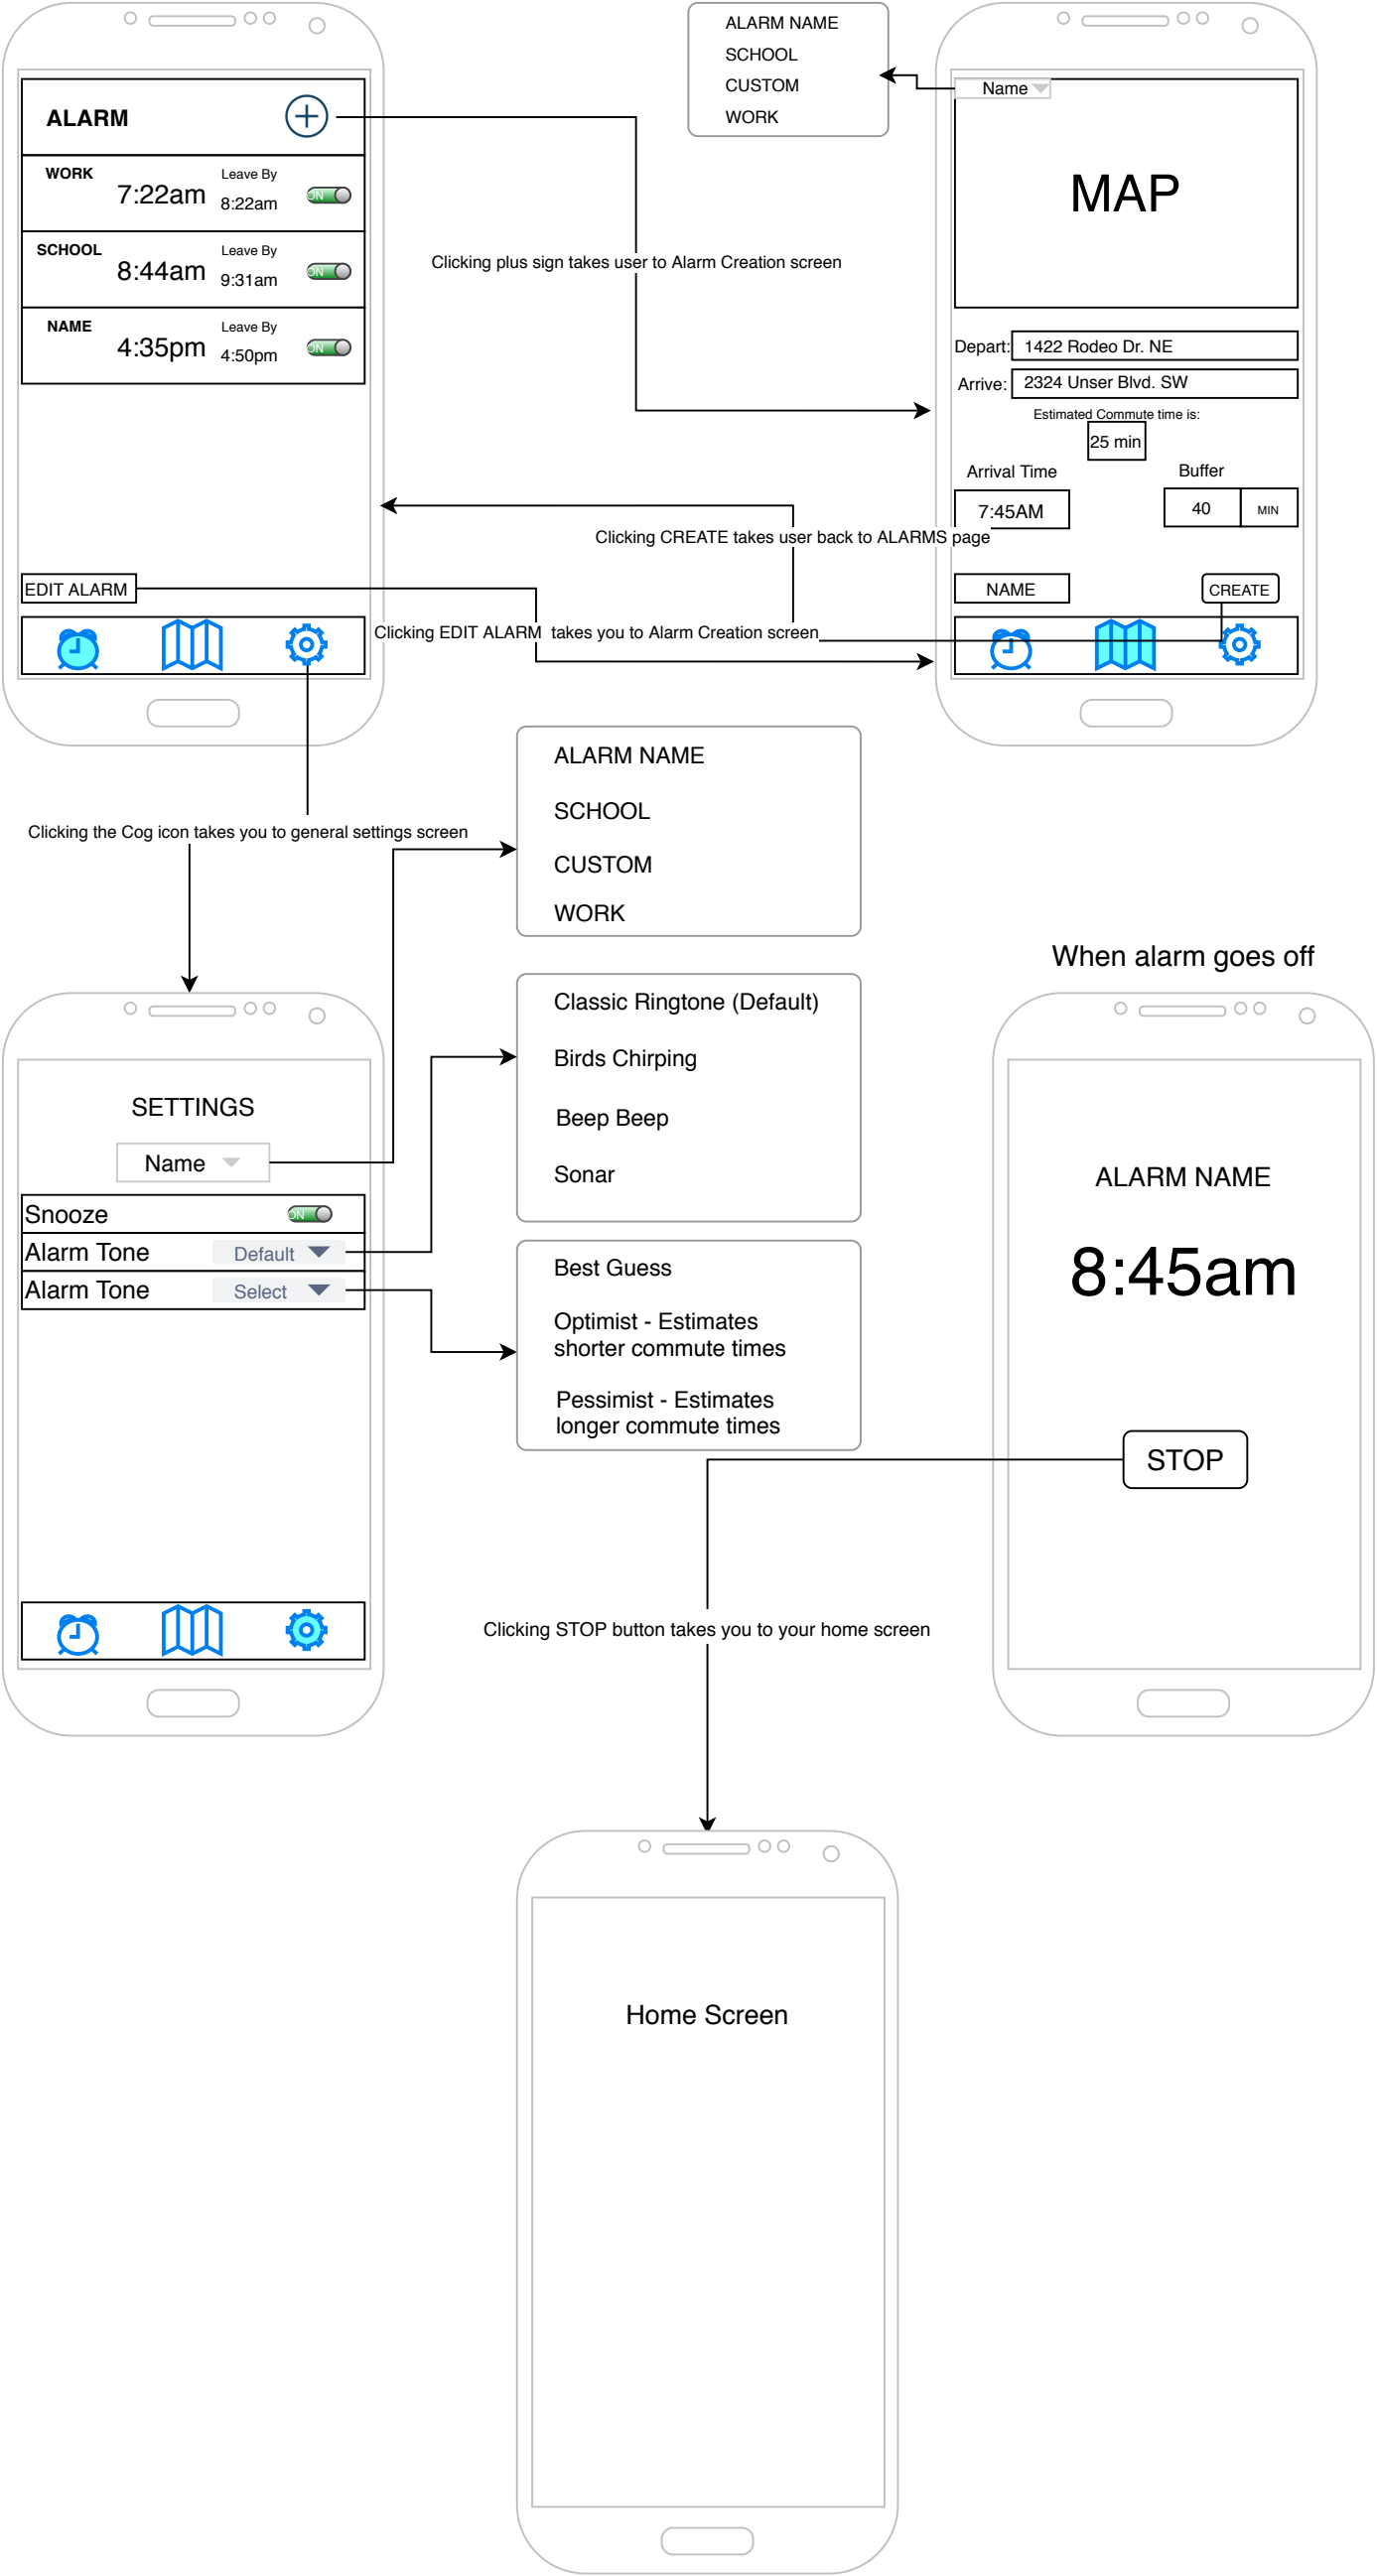 ALARM
WORK
7:22am
Leave By
8:22am
ON
SCHOOL
8:44am
Leave By
9:31am
ON
NAME
4:35pm
Leave By
4:50pm
ON
EDIT ALARM
Clicking plus sign takes user to Alarm Creation screen
Clicking CREATE takes user back to ALARMS page
Clicking EDIT ALARM takes you to Alarm Creation screen
ALARM NAME
SCHOOL
CUSTOM
WORK
Name
MAP
Depart: 1422 Rodeo Dr. NE
Arrive: 2324 Unser Blvd. SW
Estimated Commute time is:
25 min
Arrival Time
Buffer
7:45AM
40 MIN
NAME
CREATE
Clicking the Cog icon takes you to general settings screen
ALARM NAME
SCHOOL
CUSTOM
WORK
SETTINGS
Name
Snooze ON
Alarm Tone Default
Alarm Tone Select
Classic Ringtone (Default)
Birds Chirping
Beep Beep
Sonar
Best Guess
Optimist - Estimates
shorter commute times
Pessimist - Estimates
longer commute times
When alarm goes off
ALARM NAME
8:45am
STOP
Clicking STOP button takes you to your home screen
Home Screen